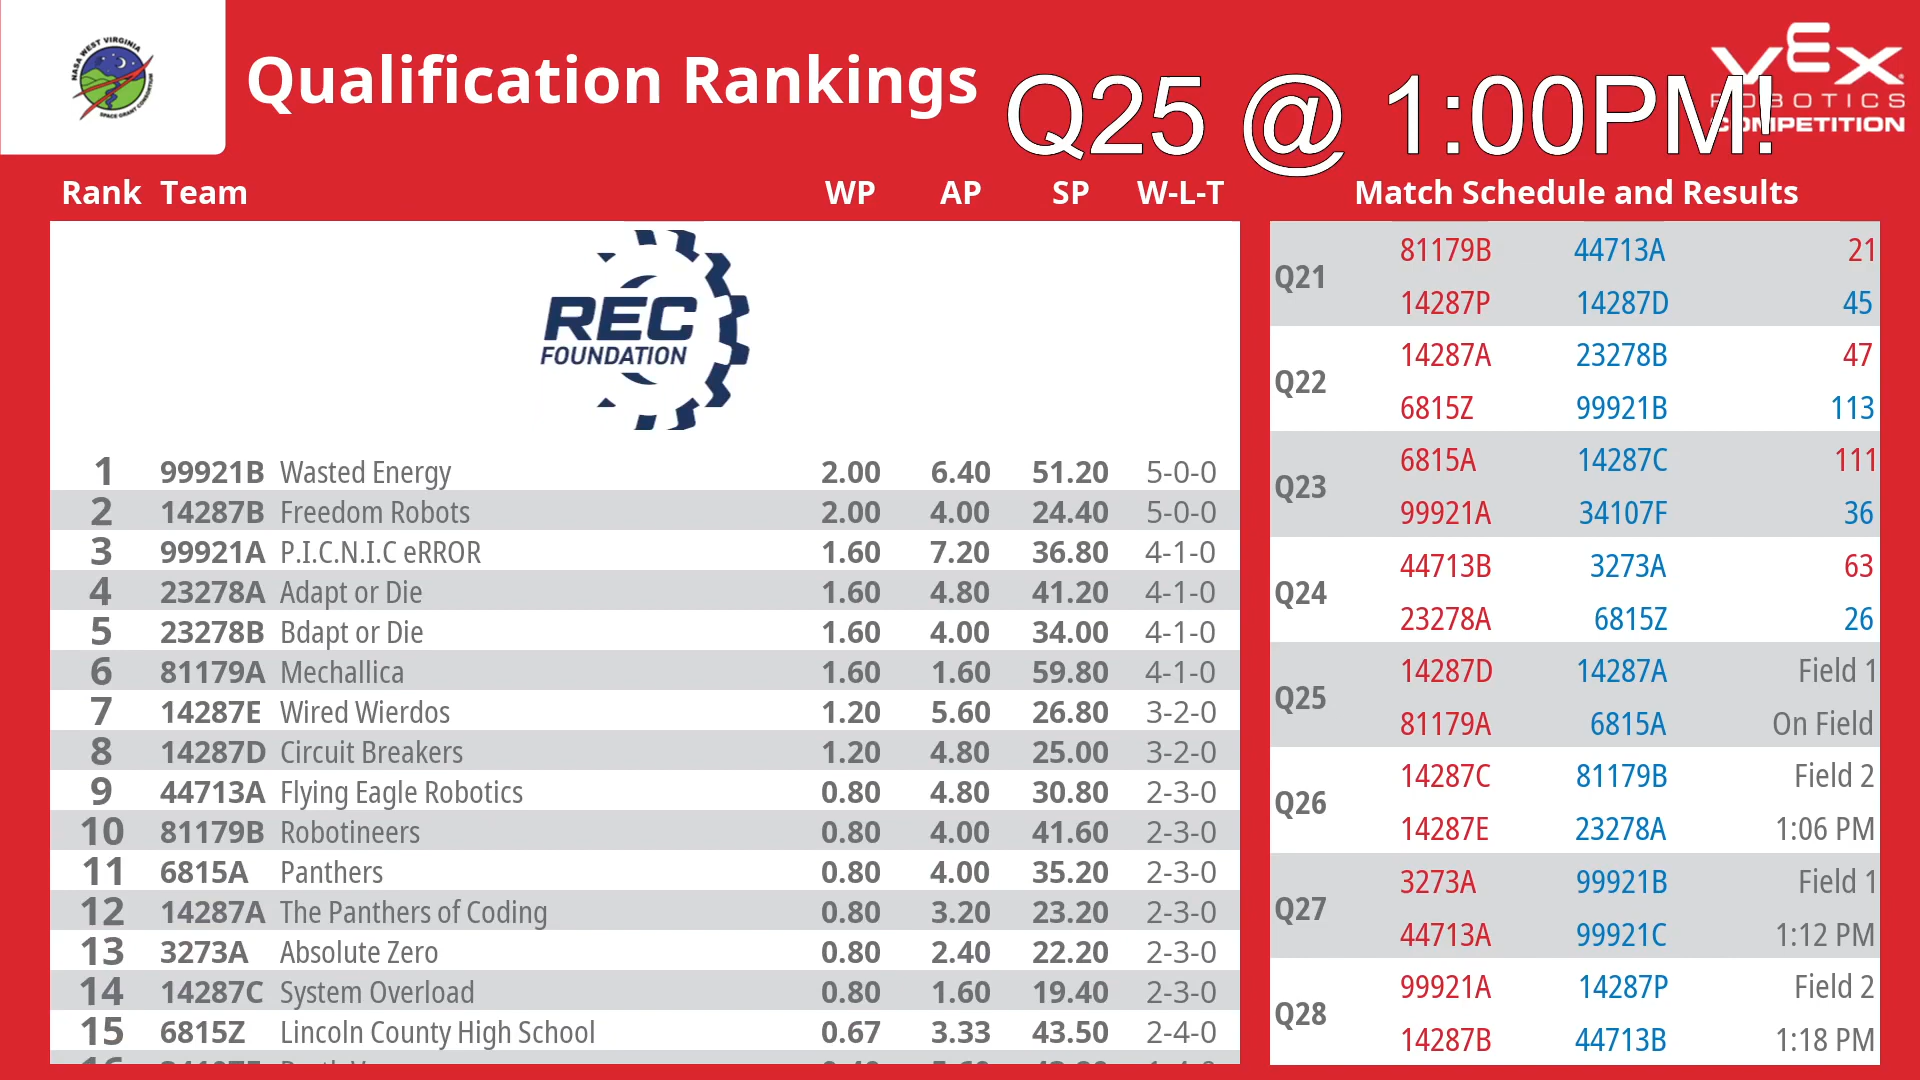 NASA WEST VIRGINIA
SPACE GRANT CONSORTIUM
Qualification Rankings
Q25 @ 1:00PM!
VEX
ROBOTICS
COMPETITION
Rank Team WP AP SP W-L-T
REC
FOUNDATION
1 99921B Wasted Energy 2.00 6.40 51.20 5-0-0
2 14287B Freedom Robots 2.00 4.00 24.40 5-0-0
3 99921A P.I.C.N.I.C eRROR 1.60 7.20 36.80 4-1-0
4 23278A Adapt or Die 1.60 4.80 41.20 4-1-0
5 23278B Bdapt or Die 1.60 4.00 34.00 4-1-0
6 81179A Mechallica 1.60 1.60 59.80 4-1-0
7 14287E Wired Wierdos 1.20 5.60 26.80 3-2-0
8 14287D Circuit Breakers 1.20 4.80 25.00 3-2-0
9 44713A Flying Eagle Robotics 0.80 4.80 30.80 2-3-0
10 81179B Robotineers 0.80 4.00 41.60 2-3-0
11 6815A Panthers 0.80 4.00 35.20 2-3-0
12 14287A The Panthers of Coding 0.80 3.20 23.20 2-3-0
13 3273A Absolute Zero 0.80 2.40 22.20 2-3-0
14 14287C System Overload 0.80 1.60 19.40 2-3-0
15 6815Z Lincoln County High School 0.67 3.33 43.50 2-4-0
Match Schedule and Results
Q21
81179B 44713A 21
14287P 14287D 45
Q22
14287A 23278B 47
6815Z 99921B 113
Q23
6815A 14287C 111
99921A 34107F 36
Q24
44713B 3273A 63
23278A 6815Z 26
Q25
14287D 14287A Field 1
81179A 6815A On Field
Q26
14287C 81179B Field 2
14287E 23278A 1:06 PM
Q27
3273A 99921B Field 1
44713A 99921C 1:12 PM
Q28
99921A 14287P Field 2
14287B 44713B 1:18 PM